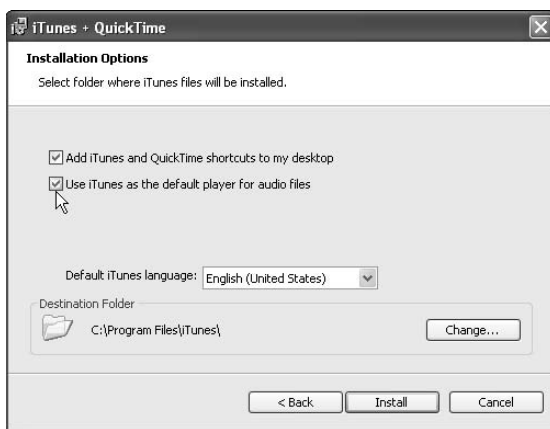 iTunes + QuickTime
Installation Options
Select folder where iTunes files will be installed.
Add iTunes and QuickTime shortcuts to my desktop
Use iTunes as the default player for audio files
Default iTunes language: English (United States)
Destination Folder
C:\Program Files\iTunes\ Change...
< Back Install Cancel